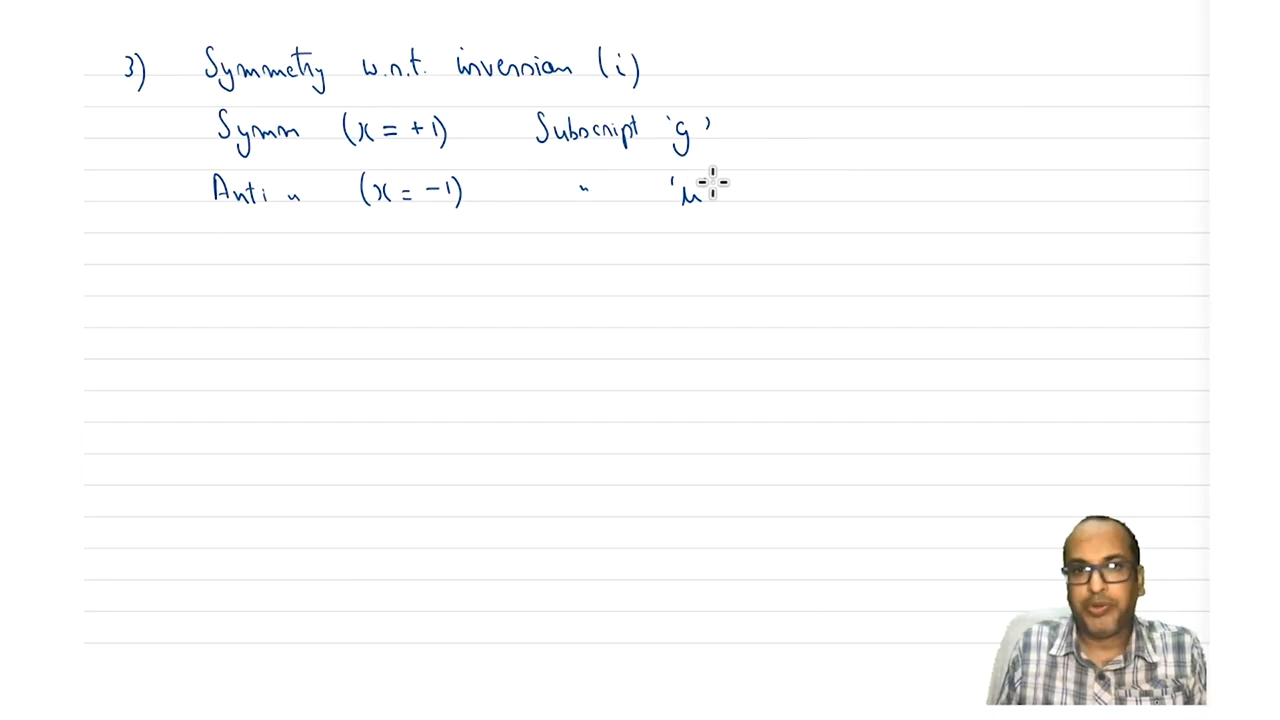 3) Symmetry w.r.t. inversion (i)
Symm (χ = +1) Subscript 'g'
Anti " (χ = -1) " 'u'